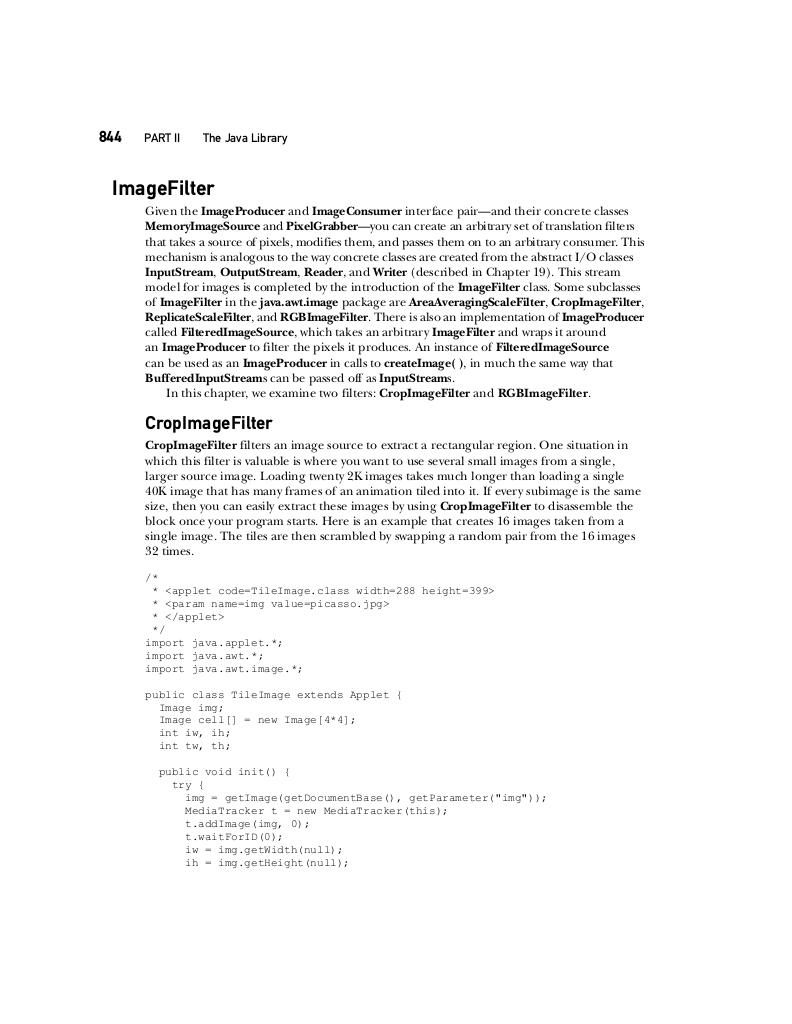 844 PART II The Java Library
ImageFilter
Given the ImageProducer and ImageConsumer interface pair—and their concrete classes
MemoryImageSource and PixelGrabber—you can create an arbitrary set of translation filters
that takes a source of pixels, modifies them, and passes them on to an arbitrary consumer. This
mechanism is analogous to the way concrete classes are created from the abstract I/O classes
InputStream, OutputStream, Reader, and Writer (described in Chapter 19). This stream
model for images is completed by the introduction of the ImageFilter class. Some subclasses
of ImageFilter in the java.awt.image package are AreaAveragingScaleFilter, CropImageFilter,
ReplicateScaleFilter, and RGBImageFilter. There is also an implementation of ImageProducer
called FilteredImageSource, which takes an arbitrary ImageFilter and wraps it around
an ImageProducer to filter the pixels it produces. An instance of FilteredImageSource
can be used as an ImageProducer in calls to createImage( ), in much the same way that
BufferedInputStreams can be passed off as InputStreams.
In this chapter, we examine two filters: CropImageFilter and RGBImageFilter.
CropImageFilter
CropImageFilter filters an image source to extract a rectangular region. One situation in
which this filter is valuable is where you want to use several small images from a single,
larger source image. Loading twenty 2K images takes much longer than loading a single
40K image that has many frames of an animation tiled into it. If every subimage is the same
size, then you can easily extract these images by using CropImageFilter to disassemble the
block once your program starts. Here is an example that creates 16 images taken from a
single image. The tiles are then scrambled by swapping a random pair from the 16 images
32 times.
/*
 * <applet code=TileImage.class width=288 height=399>
 * <param name=img value=picasso.jpg>
 * </applet>
 */
import java.applet.*;
import java.awt.*;
import java.awt.image.*;
public class TileImage extends Applet {
  Image img;
  Image cell[] = new Image[4*4];
  int iw, ih;
  int tw, th;
  public void init() {
    try {
      img = getImage(getDocumentBase(), getParameter("img"));
      MediaTracker t = new MediaTracker(this);
      t.addImage(img, 0);
      t.waitForID(0);
      iw = img.getWidth(null);
      ih = img.getHeight(null);